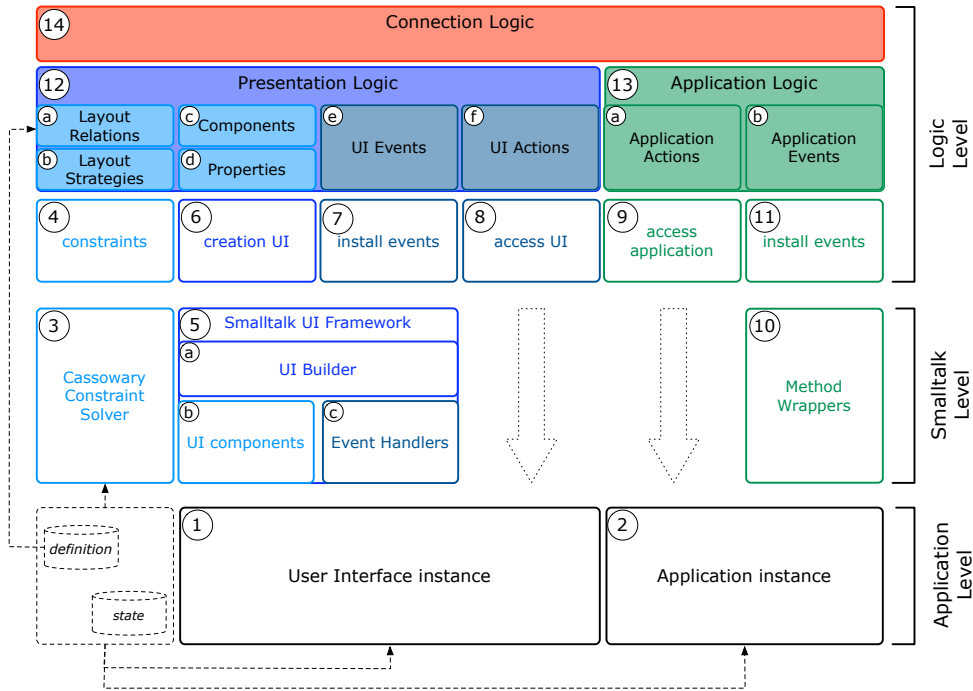 14
Connection Logic
12
Presentation Logic
13
Application Logic
a
Layout
Relations
c
Components
e
UI Events
f
UI Actions
a
Application
Actions
b
Application
Events
b
Layout
Strategies
d
Properties
Logic
Level
4
constraints
6
creation UI
7
install events
8
access UI
9
access
application
11
install events
3
Cassowary
Constraint
Solver
5
Smalltalk UI Framework
a
UI Builder
b
UI components
c
Event Handlers
10
Method
Wrappers
Smalltalk
Level
definition
state
1
User Interface instance
2
Application instance
Application
Level